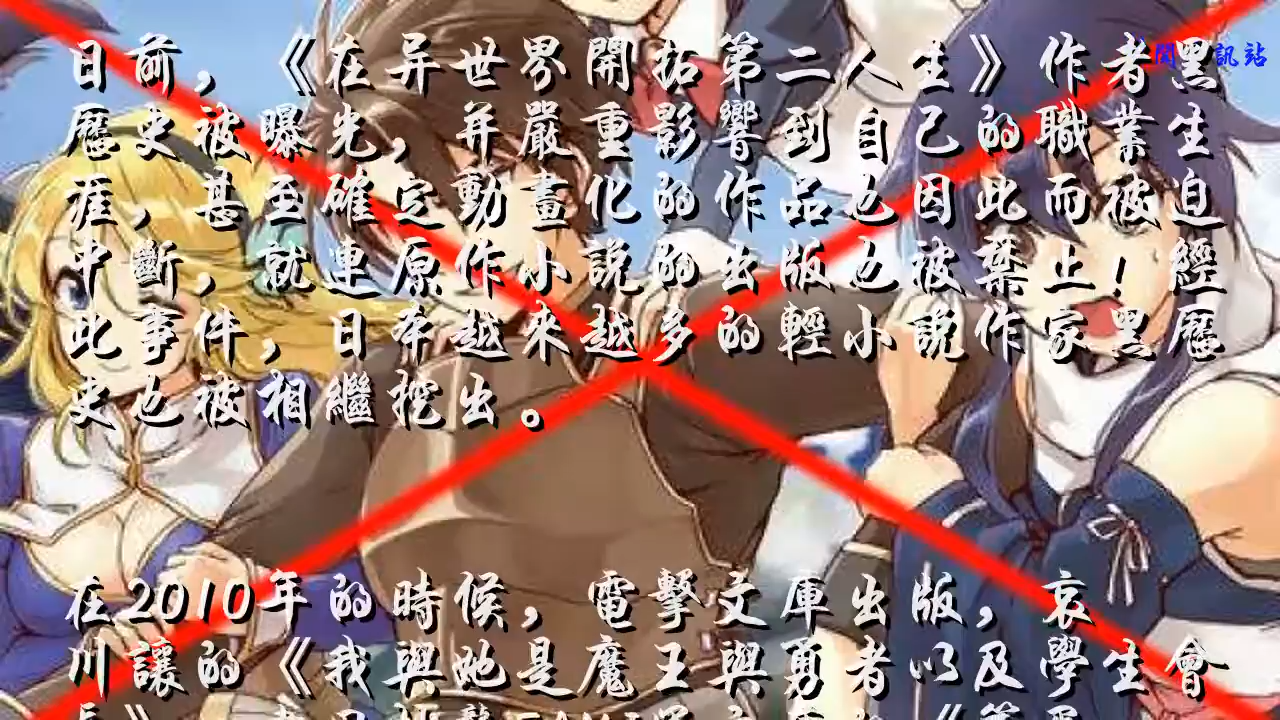 日前，《在异世界開拓第二人生》作者黑
歷史被曝光，并嚴重影響到自己的職業生
涯，甚至確定動畫化的作品也因此而被迫
中斷，就連原作小說的出版也被禁止！經
此事件，日本越來越多的輕小說作家黑歷
史也被相繼挖出。
在2010年的時候，電擊文庫出版，哀
川讓的《我與她是魔王與勇者以及學生會
訊站